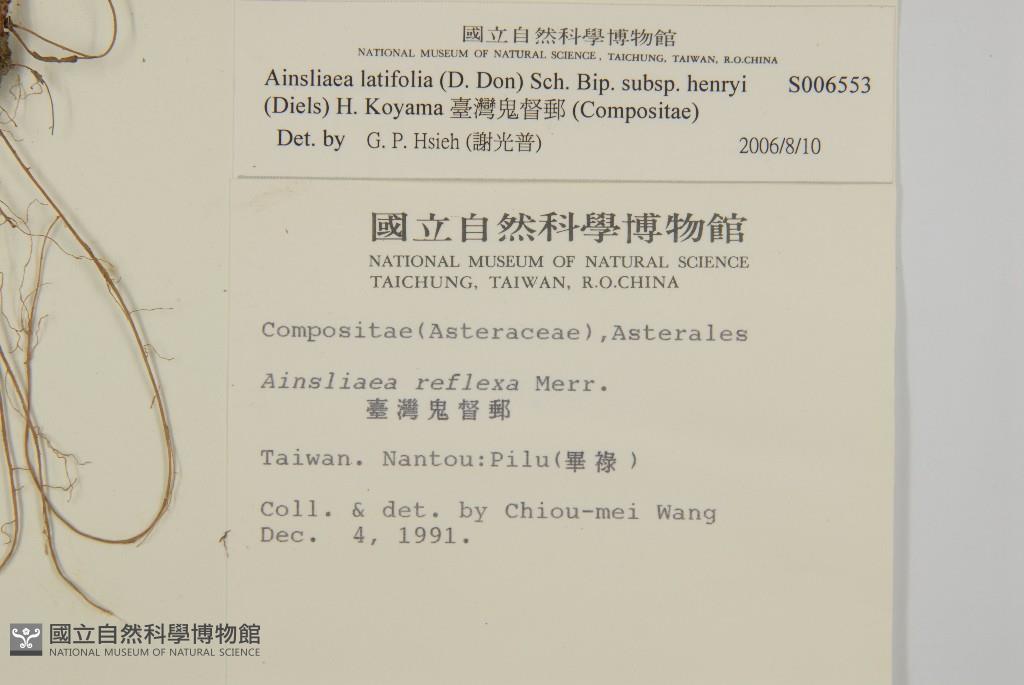 國立自然科學博物館
NATIONAL MUSEUM OF NATURAL SCIENCE, TAICHUNG, TAIWAN, R.O.CHINA
Ainsliaea latifolia (D. Don) Sch. Bip. subsp. henryi S006553
(Diels) H. Koyama 臺灣鬼督郵 (Compositae)
Det. by G. P. Hsieh (謝光普) 2006/8/10
國立自然科學博物館
NATIONAL MUSEUM OF NATURAL SCIENCE
TAICHUNG, TAIWAN, R.O.CHINA
Compositae(Asteraceae),Asterales
Ainsliaea reflexa Merr.
臺灣鬼督郵
Taiwan. Nantou:Pilu(畢祿)
Coll. & det. by Chiou-mei Wang
Dec. 4, 1991.
國立自然科學博物館
NATIONAL MUSEUM OF NATURAL SCIENCE